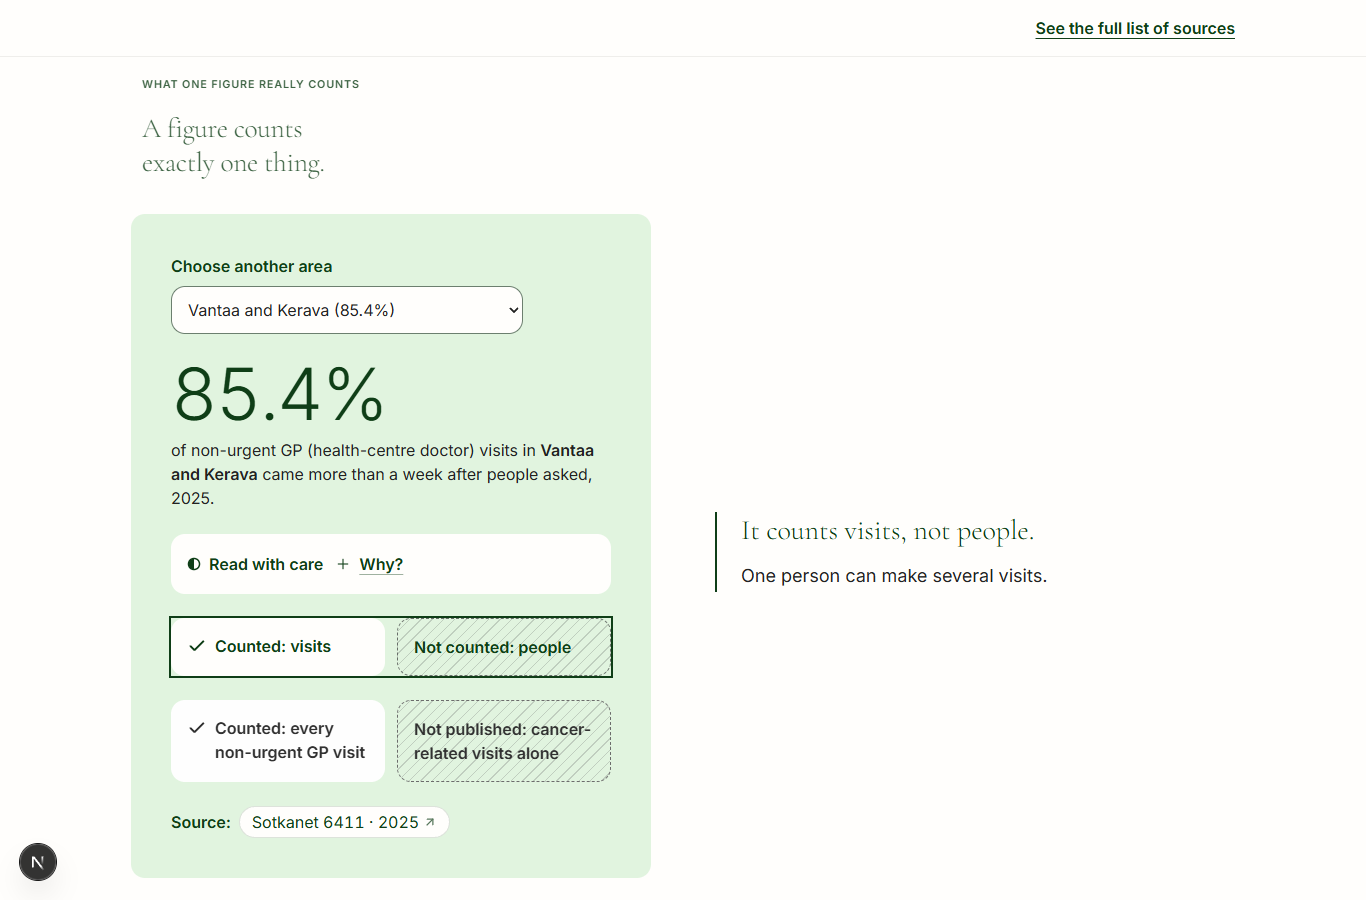 See the full list of sources
WHAT ONE FIGURE REALLY COUNTS
A figure counts
exactly one thing.
Choose another area
Vantaa and Kerava (85.4%)
85.4%
of non-urgent GP (health-centre doctor) visits in Vantaa
and Kerava came more than a week after people asked,
2025.
Read with care + Why?
Counted: visits
Not counted: people
Counted: every
non-urgent GP visit
Not published: cancer-
related visits alone
Source: Sotkanet 6411 · 2025 ↗
It counts visits, not people.
One person can make several visits.
N